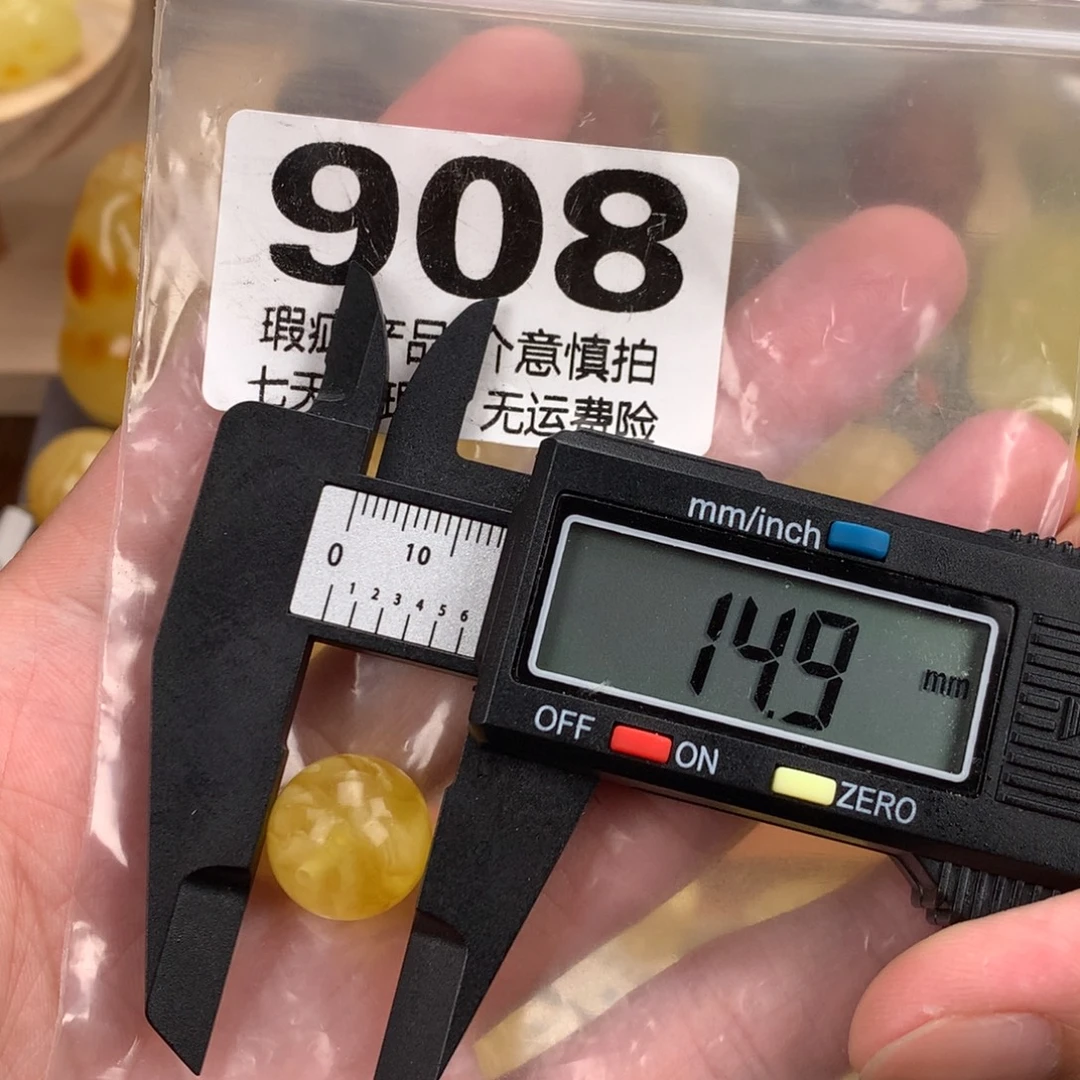 908
瑕疵产品 介意慎拍
七天 无运费险
mm/inch
0 10
1 2 3 4 5 6
14.9 mm
OFF ON ZERO